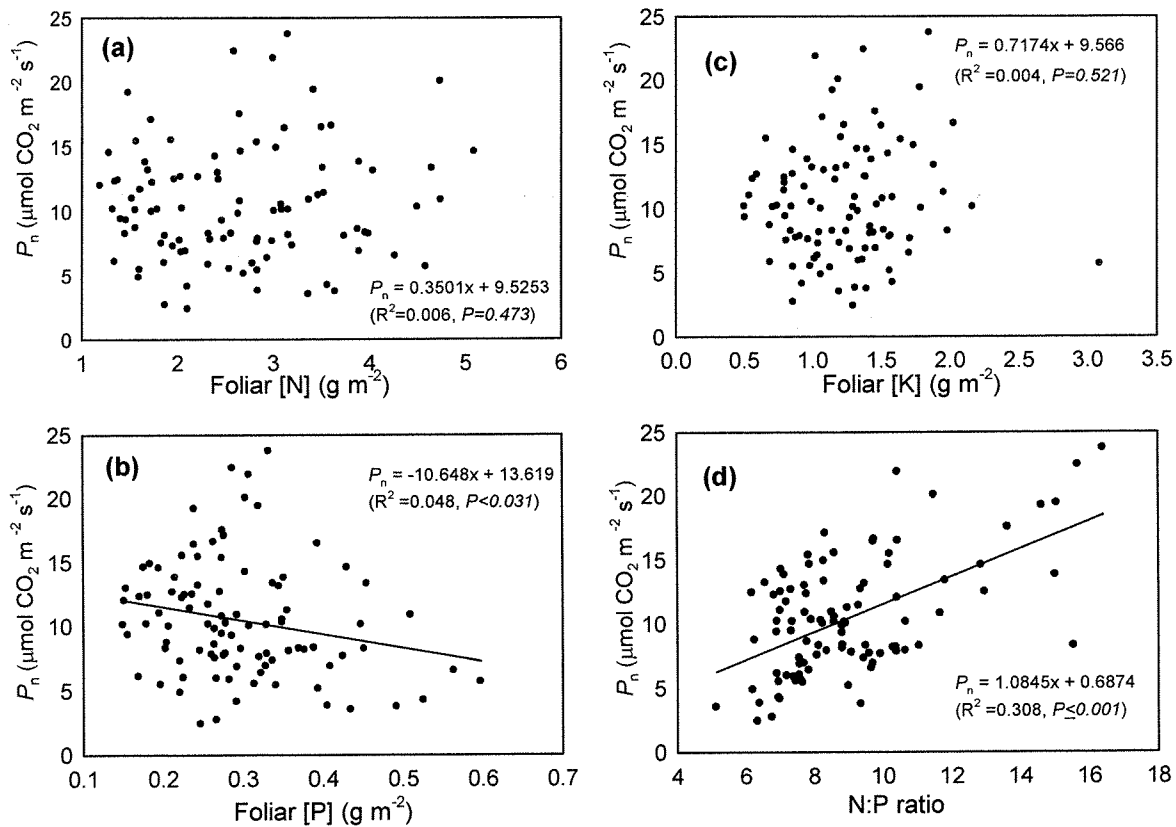 (a)
25
20
15
10
5
0
Pn (μmol CO2 m-2 s-1)
Pn = 0.3501x + 9.5253
(R2=0.006, P=0.473)
1 2 3 4 5 6
Foliar [N] (g m-2)
(c)
25
20
15
10
5
0
Pn (μmol CO2 m-2 s-1)
Pn = 0.7174x + 9.566
(R2 =0.004, P=0.521)
0.0 0.5 1.0 1.5 2.0 2.5 3.0 3.5
Foliar [K] (g m-2)
(b)
25
20
15
10
5
0
Pn (μmol CO2 m-2 s-1)
Pn = -10.648x + 13.619
(R2 =0.048, P<0.031)
0.1 0.2 0.3 0.4 0.5 0.6 0.7
Foliar [P] (g m-2)
(d)
25
20
15
10
5
0
Pn (μmol CO2 m-2 s-1)
Pn = 1.0845x + 0.6874
(R2 =0.308, P≤0.001)
4 6 8 10 12 14 16 18
N:P ratio